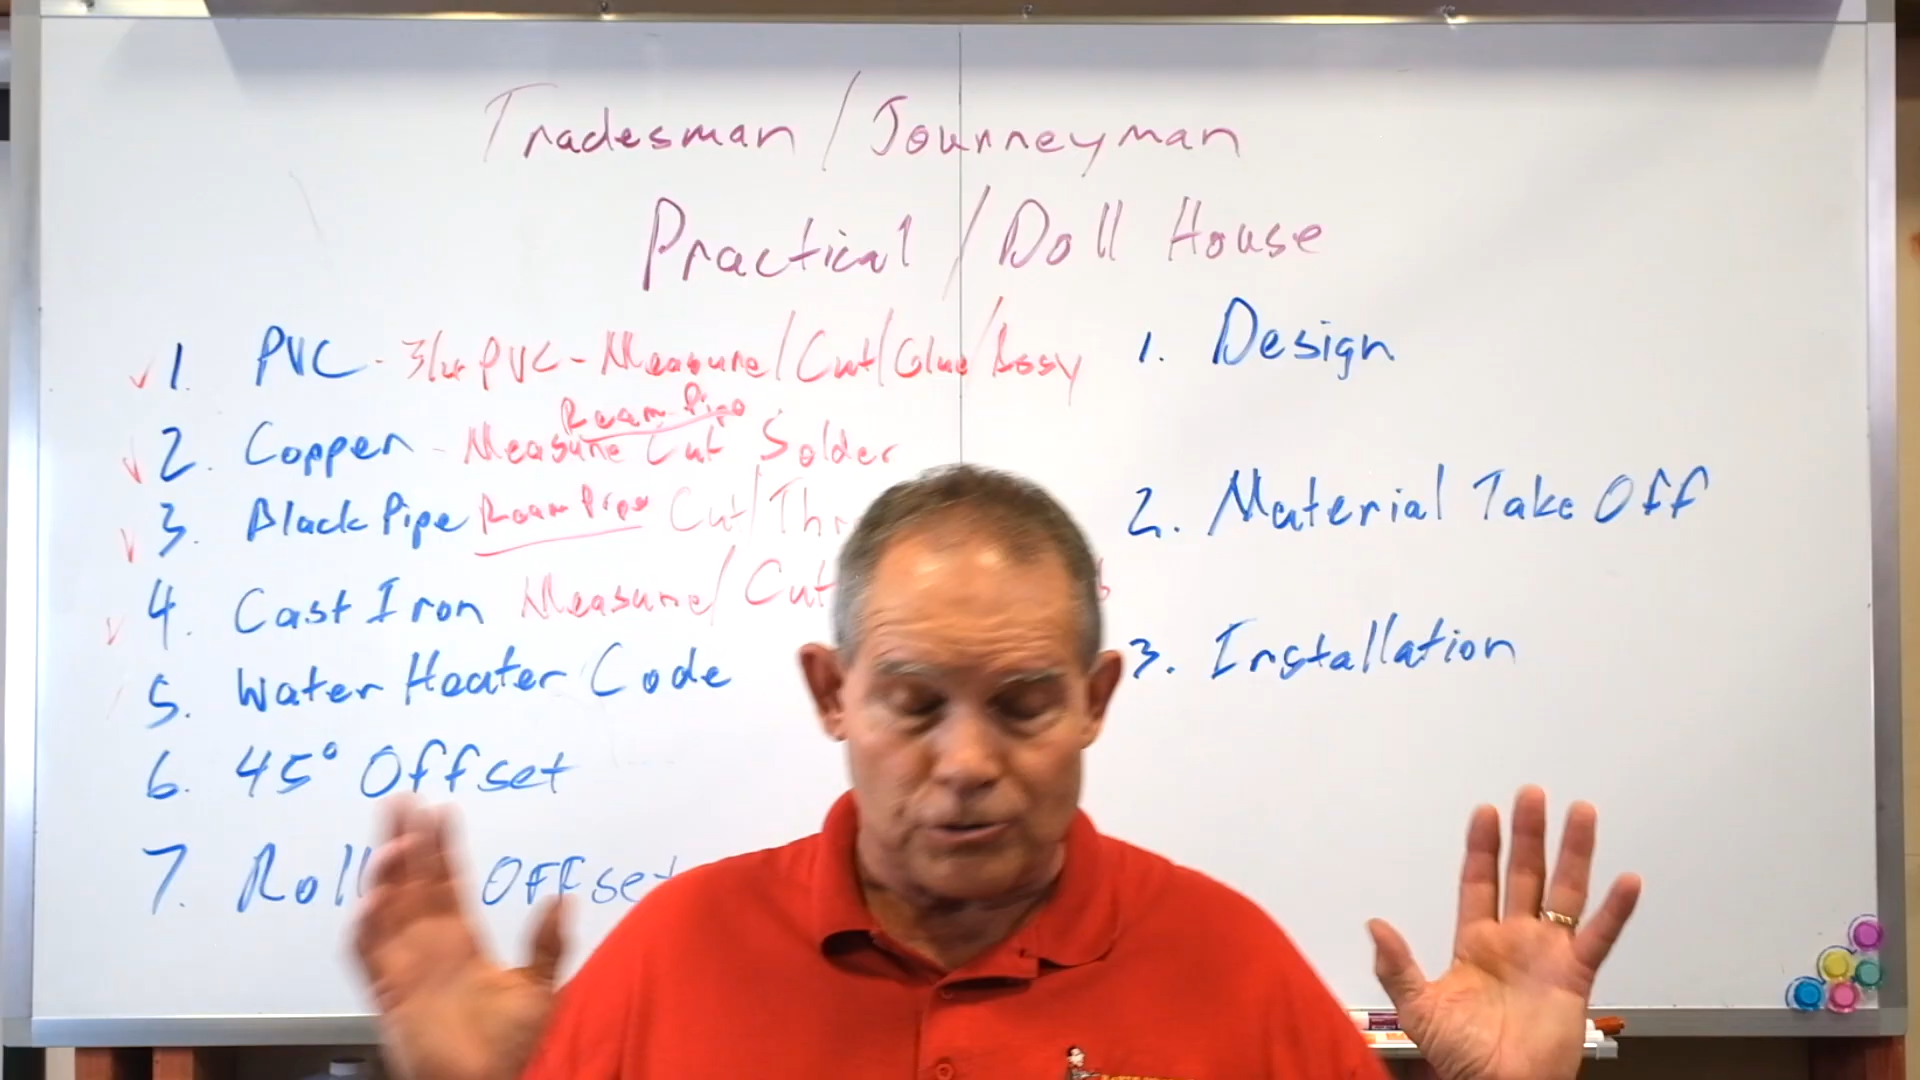 Tradesman / Journeyman
Practical / Doll House
1. PVC - 3/4 PVC - Measure / Cut / Glue / Assy
Ream Pipe
2. Copper - Measure Cut Solder
3. Black Pipe Ream Pipe Cut / Thr
4. Cast Iron Measure / Cut
5. Water Heater Code
6. 45° Offset
7. Roll Offset
1. Design
2. Material Take Off
3. Installation